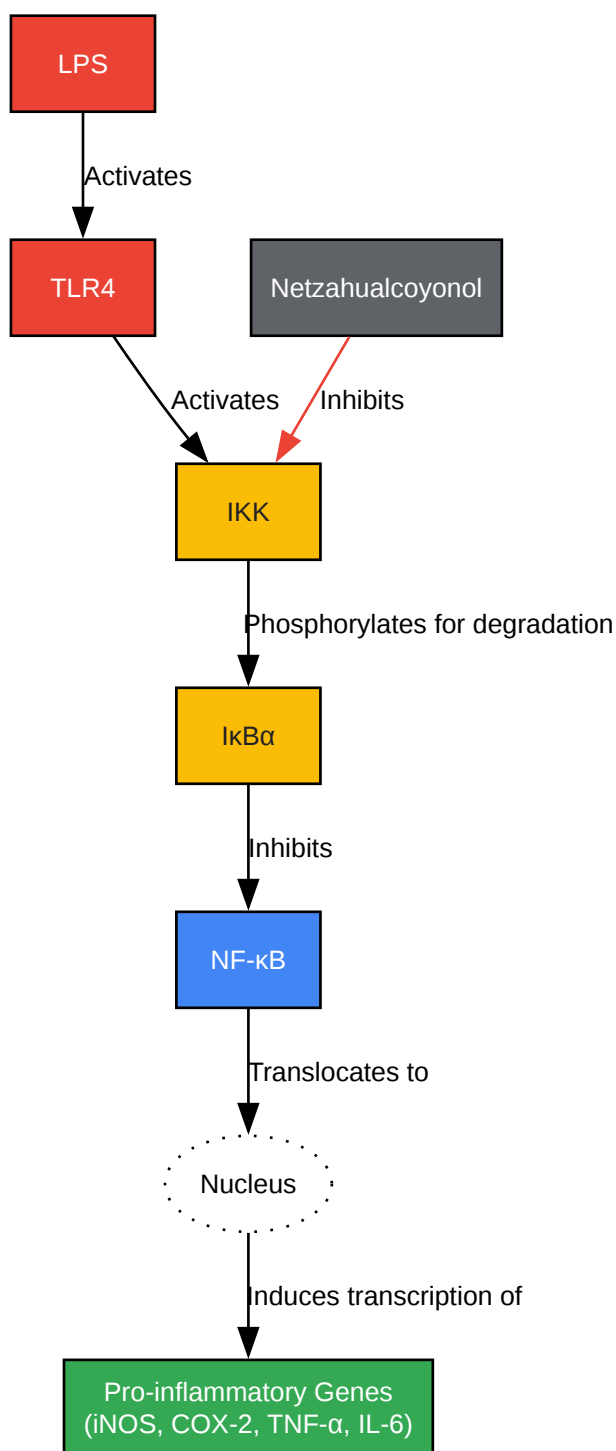 LPS
Activates
TLR4
Netzahualcoyonol
Activates
Inhibits
IKK
Phosphorylates for degradation
IκBα
Inhibits
NF-κB
Translocates to
Nucleus
Induces transcription of
Pro-inflammatory Genes
(iNOS, COX-2, TNF-α, IL-6)